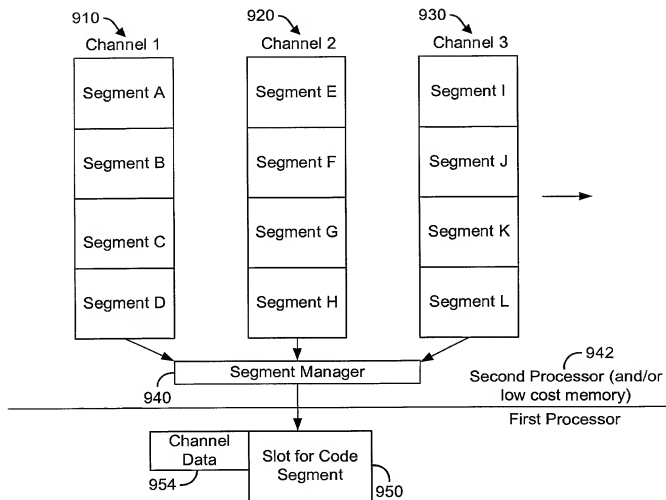 910
Channel 1
920
Channel 2
930
Channel 3
Segment A
Segment E
Segment I
Segment B
Segment F
Segment J
Segment C
Segment G
Segment K
Segment D
Segment H
Segment L
Segment Manager
940
942
Second Processor (and/or
low cost memory)
First Processor
Channel
Data
954
Slot for Code
Segment
950